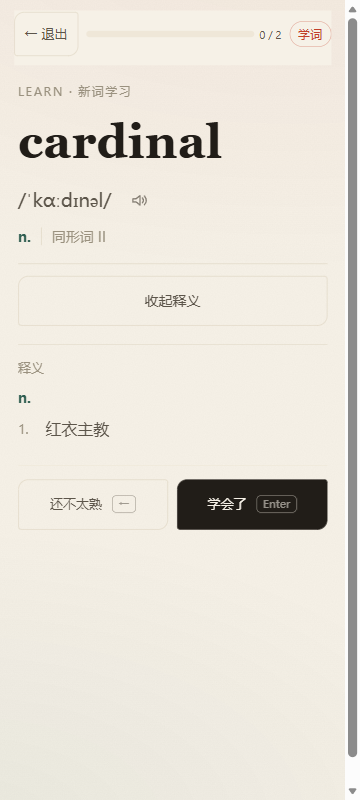 ← 退出 0 / 2 学词
LEARN · 新词学习
cardinal
/ˈkɑːdɪnəl/
n. 同形词 II
收起释义
释义
n.
1. 红衣主教
还不太熟 ← 学会了 Enter